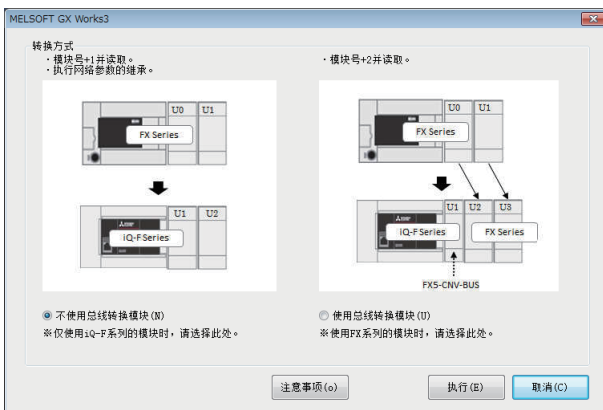 MELSOFT GX Works3
转换方式
・模块号+1并读取。
・执行网络参数的继承。
・模块号+2并读取。
U0 U1
FX Series
U1 U2
iQ-F Series
U0 U1
FX Series
U1 U2 U3
iQ-F Series
FX Series
FX5-CNV-BUS
不使用总线转换模块(N)
※仅使用iQ-F系列的模块时，请选择此处。
使用总线转换模块(U)
※使用FX系列的模块时，请选择此处。
注意事项(o)
执行(E)
取消(C)